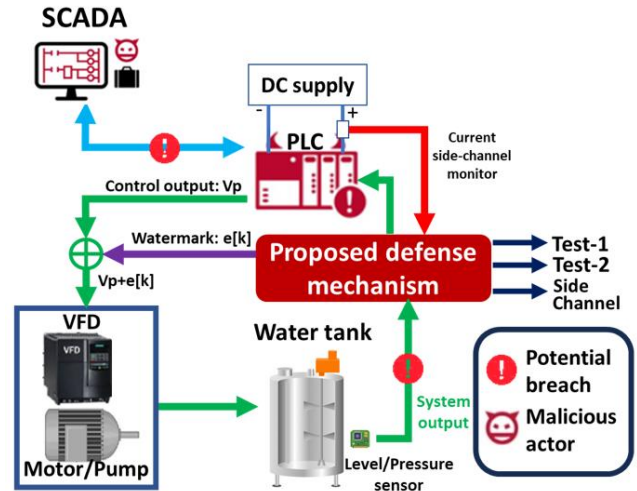 SCADA
DC supply
- +
PLC
Current
side-channel
monitor
Control output: Vp
Watermark: e[k]
Proposed defense
mechanism
Test-1
Test-2
Side
Channel
Vp+e[k]
VFD
VFD
Motor/Pump
Water tank
System
output
Level/Pressure
sensor
Potential
breach
Malicious
actor